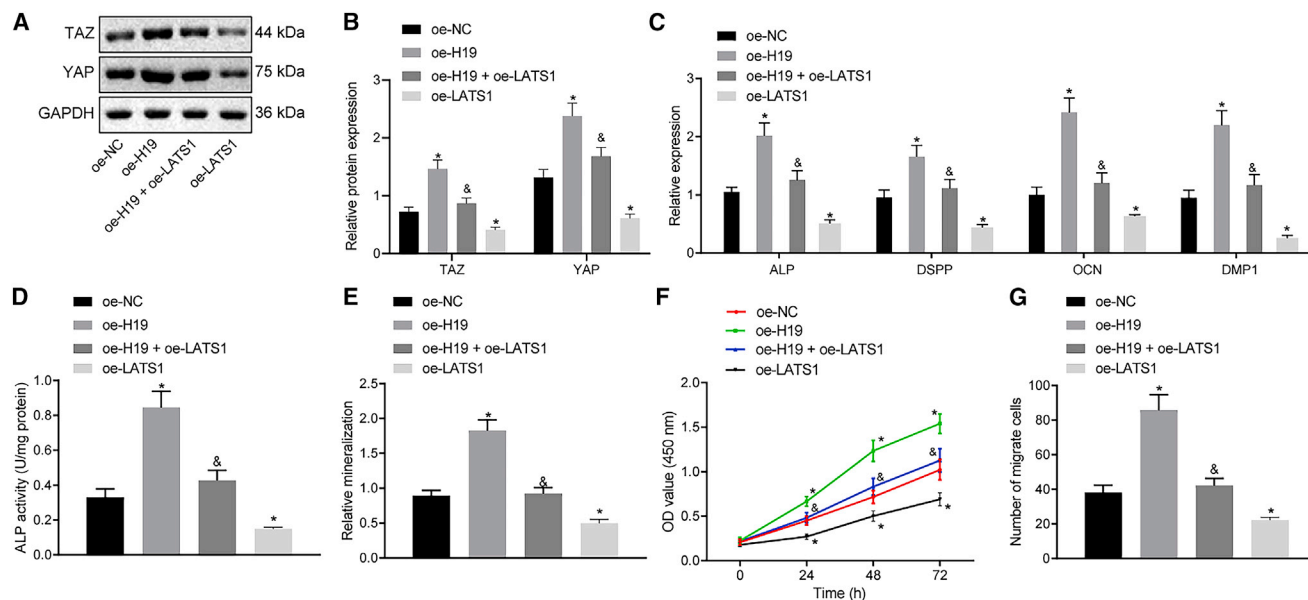 A
TAZ 44 kDa
YAP 75 kDa
GAPDH 36 kDa
oe-NC
oe-H19
oe-H19 + oe-LATS1
oe-LATS1
B
oe-NC
oe-H19
oe-H19 + oe-LATS1
oe-LATS1
Relative protein expression
3
2
1
0
* & * * & *
TAZ YAP
C
oe-NC
oe-H19
oe-H19 + oe-LATS1
oe-LATS1
Relative expression
3
2
1
0
* & * * & * * & * * & *
ALP DSPP OCN DMP1
D
oe-NC
oe-H19
oe-H19 + oe-LATS1
oe-LATS1
ALP activity (U/mg protein)
1.0
0.8
0.6
0.4
0.2
0.0
* & *
E
oe-NC
oe-H19
oe-H19 + oe-LATS1
oe-LATS1
Relative mineralization
2.5
2.0
1.5
1.0
0.5
0.0
* & *
F
oe-NC
oe-H19
oe-H19 + oe-LATS1
oe-LATS1
OD value (450 nm)
2.0
1.5
1.0
0.5
0.0
* & * * & * * & *
0 24 48 72
Time (h)
G
oe-NC
oe-H19
oe-H19 + oe-LATS1
oe-LATS1
Number of migrate cells
100
80
60
40
20
0
* & *